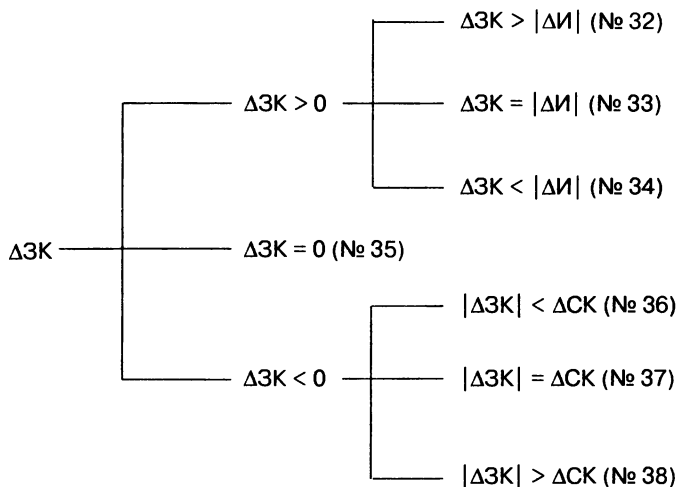 ΔЗК > |ΔИ| (№ 32)
ΔЗК > 0
ΔЗК = |ΔИ| (№ 33)
ΔЗК < |ΔИ| (№ 34)
ΔЗК
ΔЗК = 0 (№ 35)
|ΔЗК| < ΔСК (№ 36)
ΔЗК < 0
|ΔЗК| = ΔСК (№ 37)
|ΔЗК| > ΔСК (№ 38)